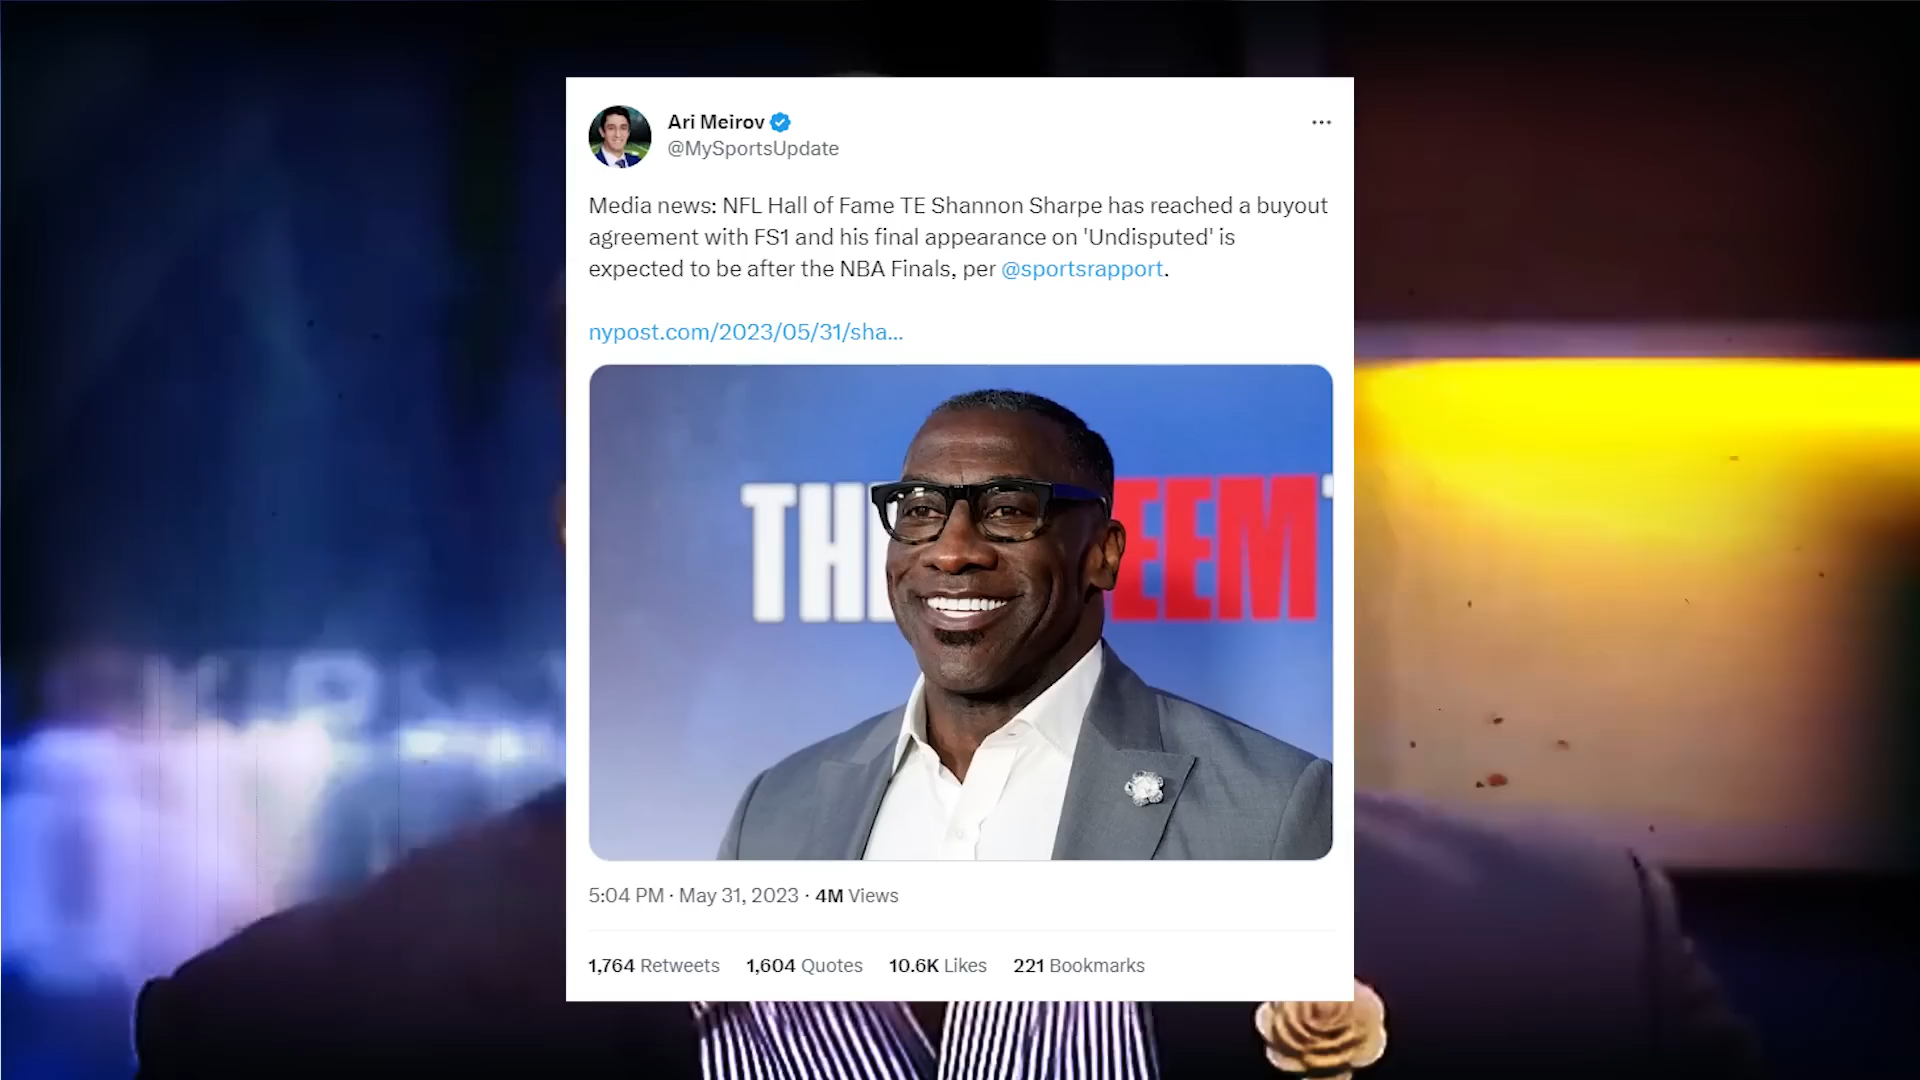 Ari Meirov
@MySportsUpdate
Media news: NFL Hall of Fame TE Shannon Sharpe has reached a buyout
agreement with FS1 and his final appearance on 'Undisputed' is
expected to be after the NBA Finals, per @sportsrapport.
nypost.com/2023/05/31/sha...
TH EEM
5:04 PM · May 31, 2023 · 4M Views
1,764 Retweets 1,604 Quotes 10.6K Likes 221 Bookmarks